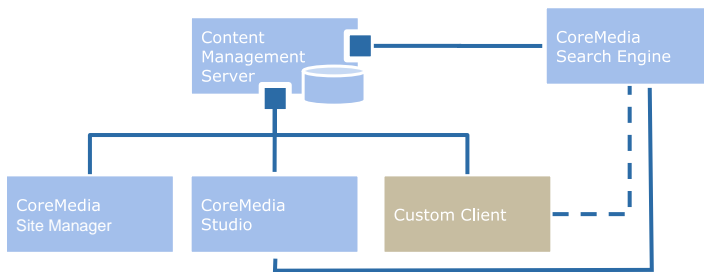 Content
Management
Server
CoreMedia
Search Engine
CoreMedia
Site Manager
CoreMedia
Studio
Custom Client